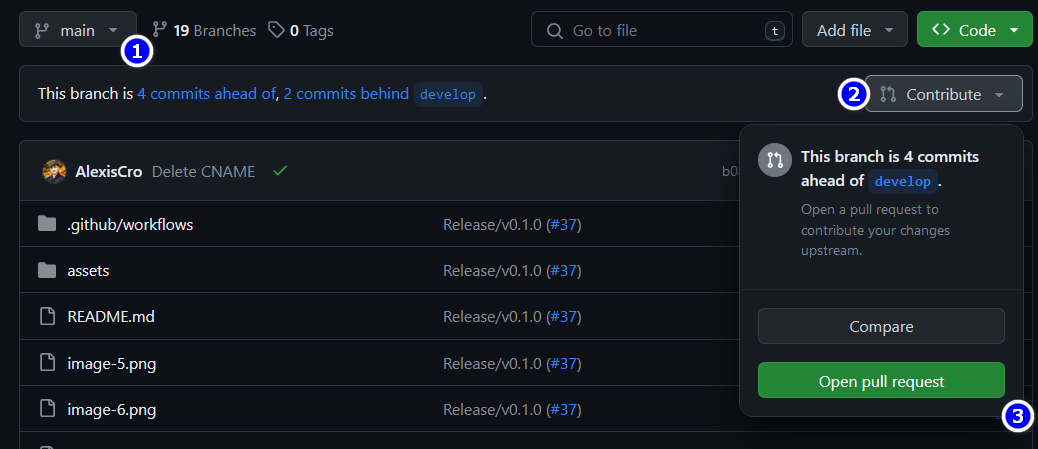 main
19 Branches
0 Tags
Go to file
t
Add file
Code
1
This branch is 4 commits ahead of, 2 commits behind develop.
2
Contribute
AlexisCro Delete CNAME
This branch is 4 commits
ahead of develop.
Open a pull request to
contribute your changes
upstream.
.github/workflows Release/v0.1.0 (#37)
assets Release/v0.1.0 (#37)
README.md Release/v0.1.0 (#37)
image-5.png Release/v0.1.0 (#37)
image-6.png Release/v0.1.0 (#37)
Compare
Open pull request
3